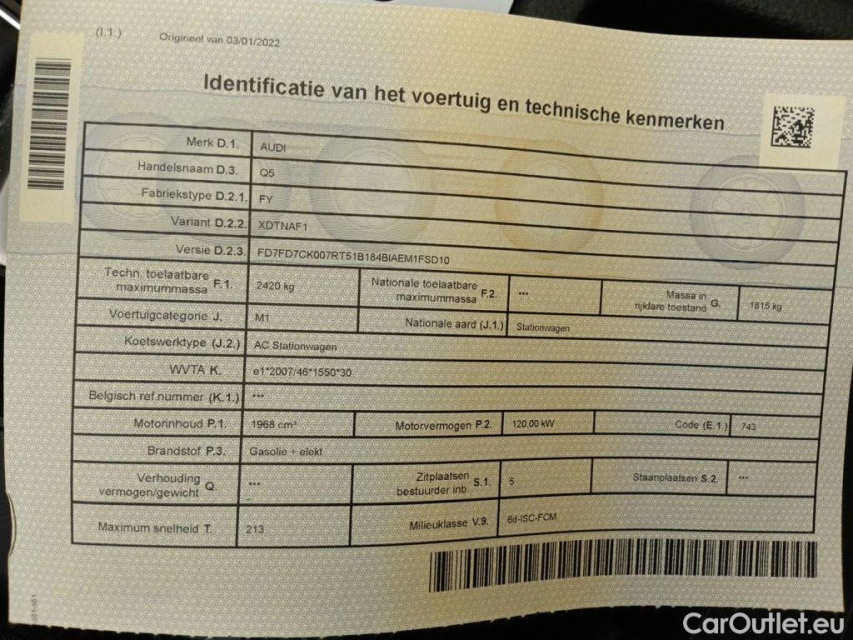 (I.1.)
Origineel van 03/01/2022
Identificatie van het voertuig en technische kenmerken
Merk D.1. AUDI
Handelsnaam D.3. Q5
Fabriekstype D.2.1. FY
Variant D.2.2. XDTNAF1
Versie D.2.3. FD7FD7CK007RT51B184BIAEM1FSD10
Techn. toelaatbare maximummassa F.1. 2420 kg Nationale toelaatbare maximummassa F.2. *** Massa in rijklare toestand G. 1815 kg
Voertuigcategorie J. M1 Nationale aard (J.1.) Stationwagen
Koetswerktype (J.2.) AC Stationwagen
WVTA K. e1*2007/46*1550*30
Belgisch ref.nummer (K.1.) ***
Motorinhoud P.1. 1968 cm³ Motorvermogen P.2. 120,00 kW Code (E.1.) 743
Brandstof P.3. Gasolie + elekt
Verhouding vermogen/gewicht Q. *** Zitplaatsen bestuurder inb. S.1. 5 Staanplaatsen S.2. ***
-
Maximum snelheid T. 213 Milieuklasse V.9. 6d-ISC-FCM
CarOutlet.eu